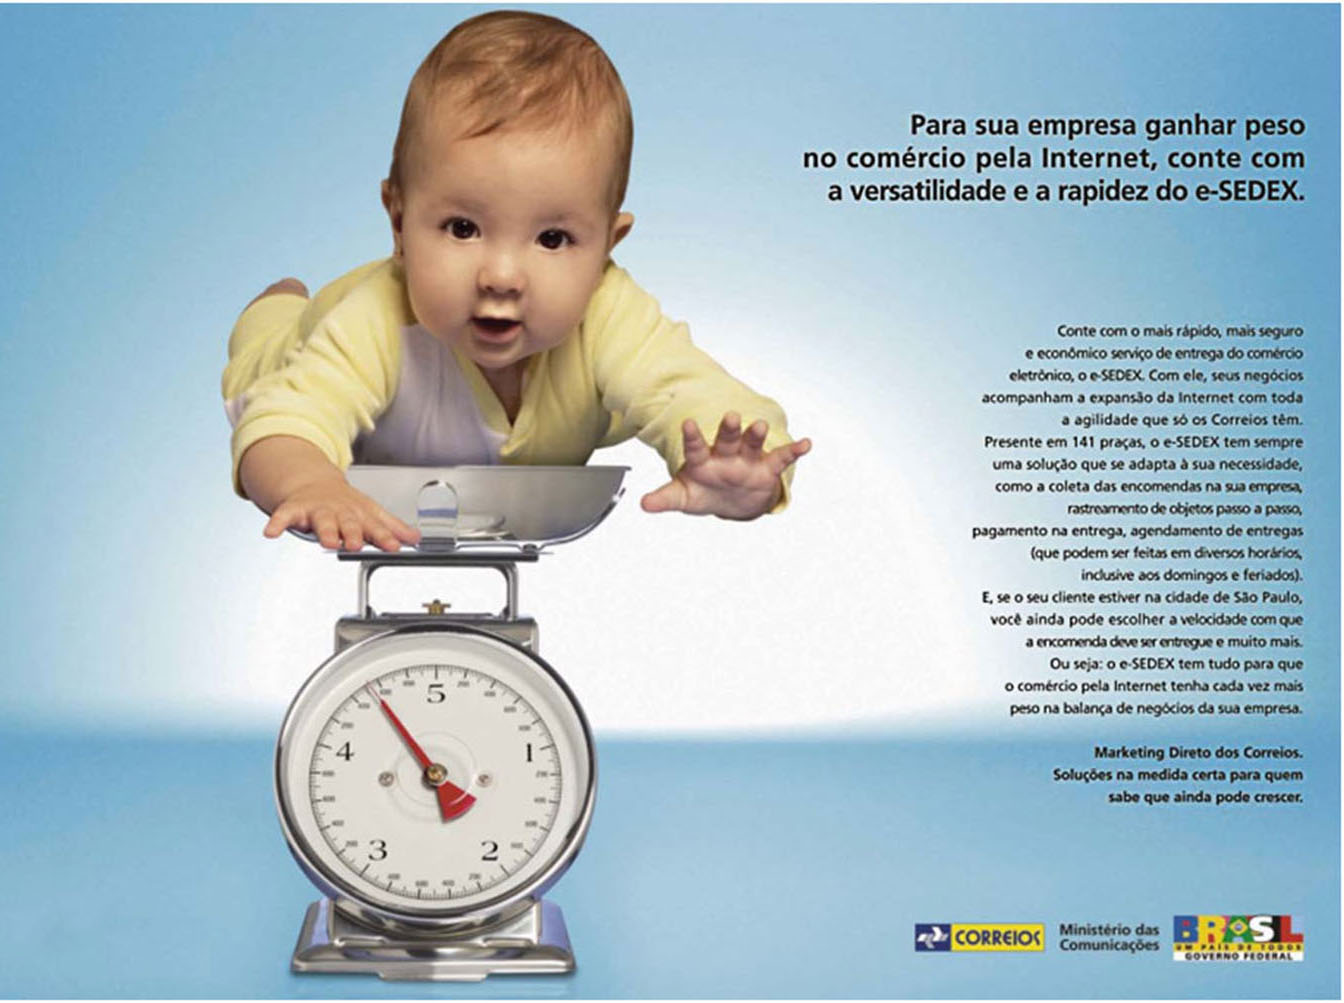 Para sua empresa ganhar peso
no comércio pela Internet, conte com
a versatilidade e a rapidez do e-SEDEX.
Conte com o mais rápido, mais seguro
e econômico serviço de entrega do comércio
eletrônico, o e-SEDEX. Com ele, seus negócios
acompanham a expansão da Internet com toda
a agilidade que só os Correios têm.
Presente em 141 praças, o e-SEDEX tem sempre
uma solução que se adapta à sua necessidade,
como a coleta das encomendas na sua empresa,
rastreamento de objetos passo a passo,
pagamento na entrega, agendamento de entregas
(que podem ser feitas em diversos horários,
inclusive aos domingos e feriados).
E, se o seu cliente estiver na cidade de São Paulo,
você ainda pode escolher a velocidade com que
a encomenda deve ser entregue e muito mais.
Ou seja: o e-SEDEX tem tudo para que
o comércio pela Internet tenha cada vez mais
peso na balança de negócios da sua empresa.
Marketing Direto dos Correios.
Soluções na medida certa para quem
sabe que ainda pode crescer.
5
4
1
3
2
CORREIOS
Ministério das
Comunicações
BRASIL
UM PAÍS DE TODOS
GOVERNO FEDERAL